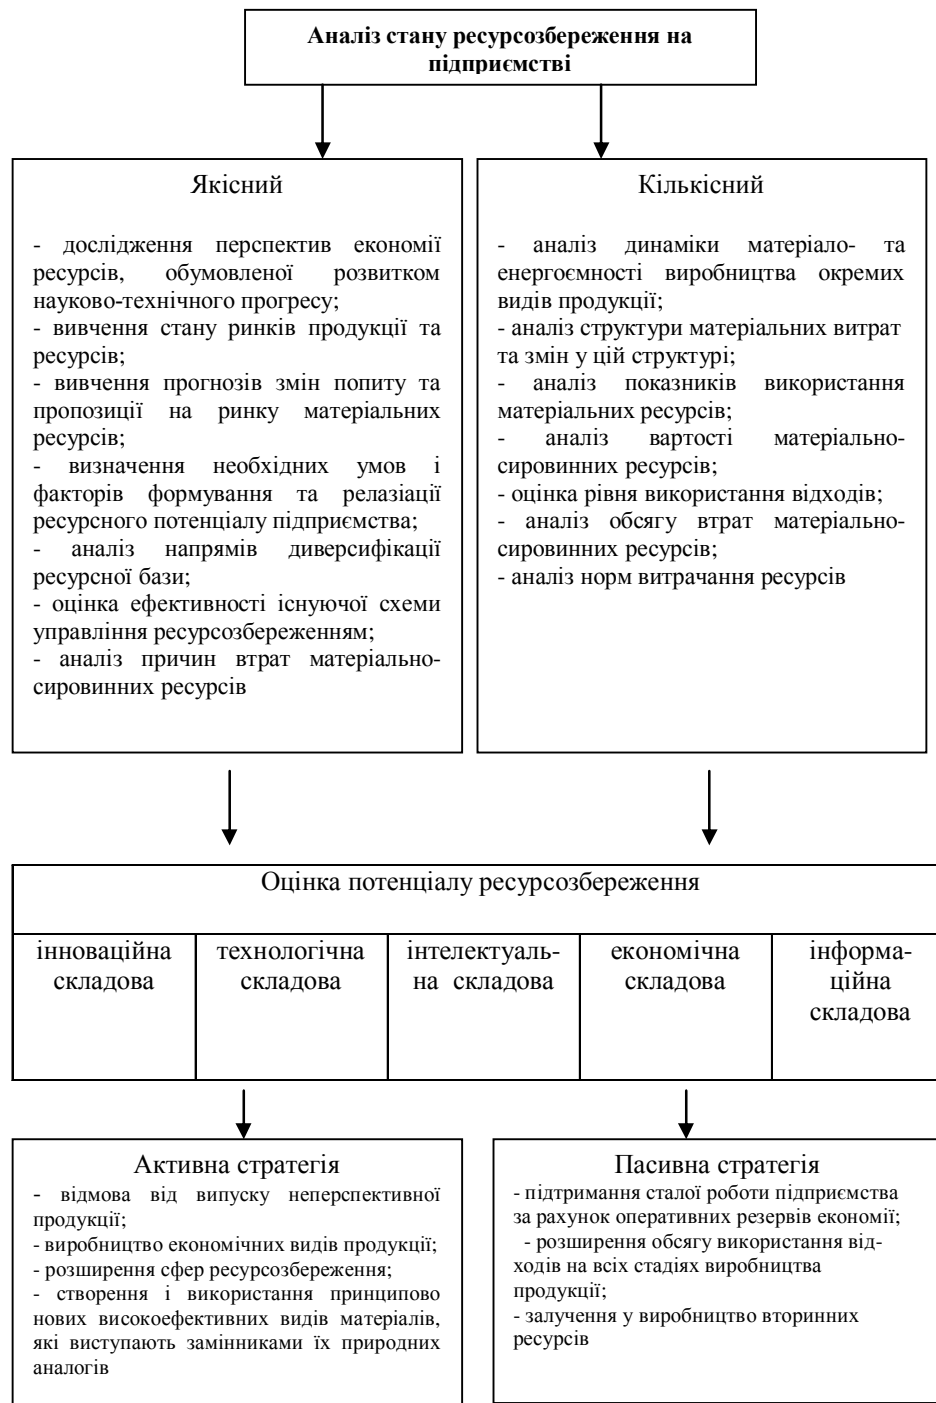 Аналіз стану ресурсозбереження на
підприємстві
Якісний
- дослідження перспектив економії
ресурсів, обумовленої розвитком
науково-технічного прогресу;
- вивчення стану ринків продукції та
ресурсів;
- вивчення прогнозів змін попиту та
пропозиції на ринку матеріальних
ресурсів;
- визначення необхідних умов і
факторів формування та релазіації
ресурсного потенціалу підприємства;
- аналіз напрямів диверсифікації
ресурсної бази;
- оцінка ефективності існуючої схеми
управління ресурсозбереженням;
- аналіз причин втрат матеріально-
сировинних ресурсів
Кількісний
- аналіз динаміки матеріало- та
енергоємності виробництва окремих
видів продукції;
- аналіз структури матеріальних витрат
та змін у цій структурі;
- аналіз показників використання
матеріальних ресурсів;
- аналіз вартості матеріально-
сировинних ресурсів;
- оцінка рівня використання відходів;
- аналіз обсягу втрат матеріально-
сировинних ресурсів;
- аналіз норм витрачання ресурсів
Оцінка потенціалу ресурсозбереження
інноваційна
складова
технологічна
складова
інтелектуаль-
на складова
економічна
складова
інформа-
ційна
складова
Активна стратегія
- відмова від випуску неперспективної
продукції;
- виробництво економічних видів продукції;
- розширення сфер ресурсозбереження;
- створення і використання принципово
нових високоефективних видів матеріалів,
які виступають замінниками їх природних
аналогів
Пасивна стратегія
- підтримання сталої роботи підприємства
за рахунок оперативних резервів економії;
- розширення обсягу використання від-
ходів на всіх стадіях виробництва
продукції;
- залучення у виробництво вторинних
ресурсів